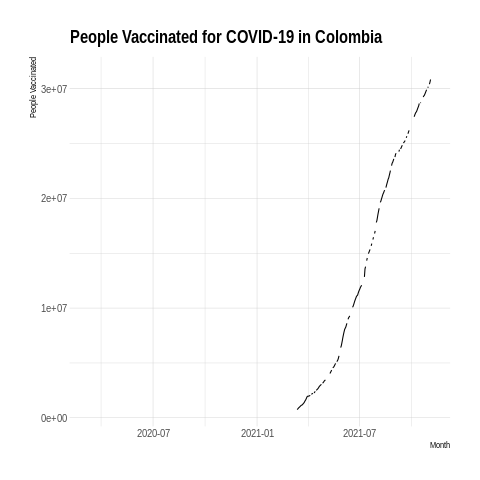 People Vaccinated for COVID-19 in Colombia
People Vaccinated
3e+07
2e+07
1e+07
0e+00
2020-07
2021-01
2021-07
Month